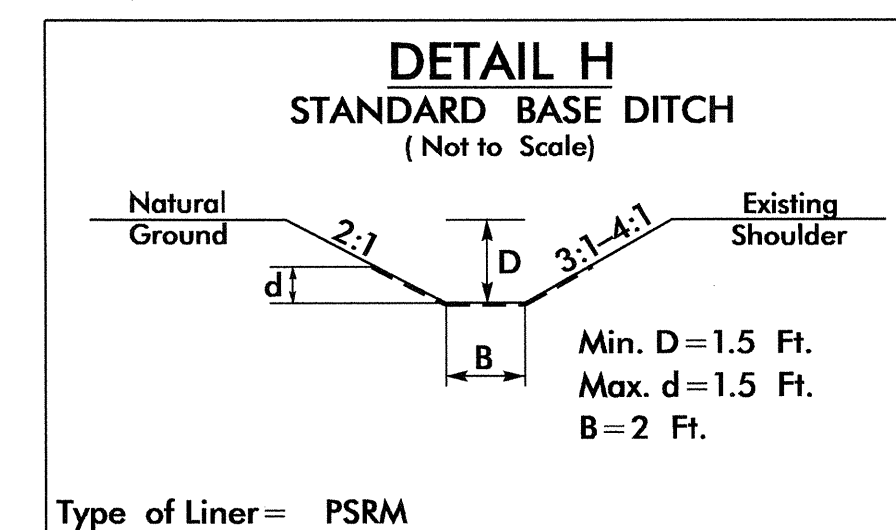 DETAIL H
STANDARD BASE DITCH
( Not to Scale)
Natural
Ground
2:1
D
3:1-4:1
Existing
Shoulder
d
B
Min. D=1.5 Ft.
Max. d=1.5 Ft.
B=2 Ft.
Type of Liner= PSRM